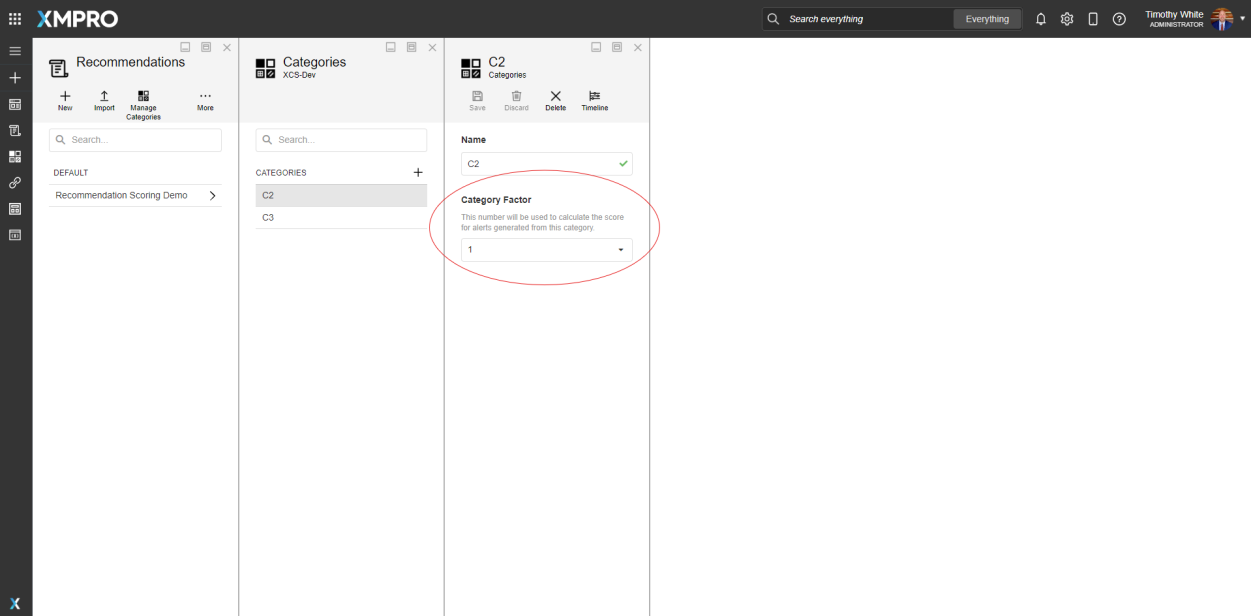 XMPRO
Search everything
Everything
Timothy White
ADMINISTRATOR
Recommendations
New
Import
Manage
Categories
More
Search...
DEFAULT
Recommendation Scoring Demo
Categories
XCS-Dev
Search...
CATEGORIES
C2
C3
C2
Categories
Save
Discard
Delete
Timeline
Name
C2
Category Factor
This number will be used to calculate the score
for alerts generated from this category.
1
X